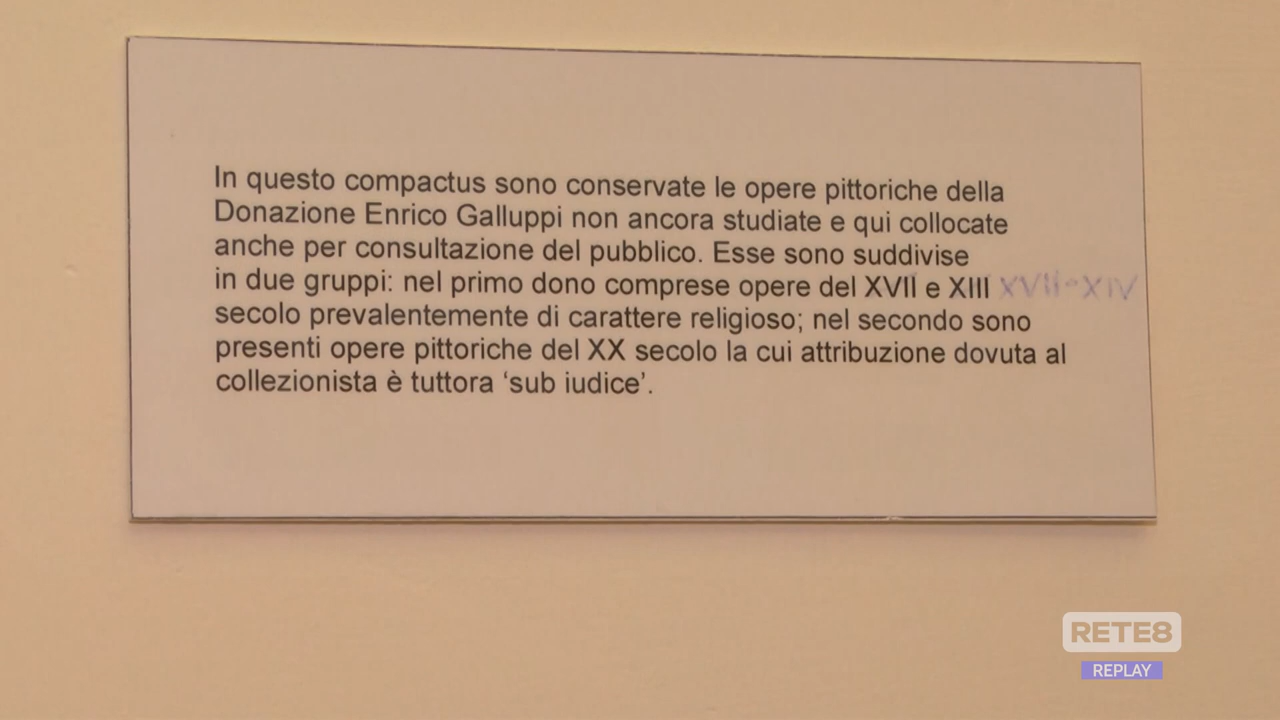 In questo compactus sono conservate le opere pittoriche della
Donazione Enrico Galluppi non ancora studiate e qui collocate
anche per consultazione del pubblico. Esse sono suddivise
in due gruppi: nel primo dono comprese opere del XVII e XIII XVII e XIV
secolo prevalentemente di carattere religioso; nel secondo sono
presenti opere pittoriche del XX secolo la cui attribuzione dovuta al
collezionista è tuttora ‘sub iudice’.
RETE8
REPLAY